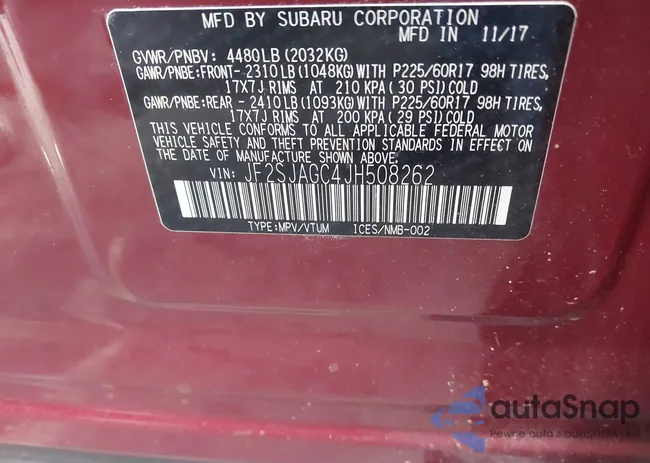 MFD BY SUBARU CORPORATION
MFD IN 11/17
GVWR/PNBV: 4480LB(2032KG)
GAWR/PNBE:FRONT-2310LB(1048KG)WITH P225/60R17 98H TIRES,
17X7J RIMS AT 210 KPA(30 PSI)COLD
GAWR/PNBE:REAR -2410LB(1093KG)WITH P225/60R17 98H TIRES,
17X7J RIMS AT 200 KPA(29 PSI)COLD
THIS VEHICLE CONFORMS TO ALL APPLICABLE FEDERAL MOTOR
VEHICLE SAFETY AND THEFT PREVENTION STANDARDS IN EFFECT ON
THE DATE OF MANUFACTURE SHOWN ABOVE.
VIN: JF2SJAGC4JH508262
TYPE:MPV/VTUM ICES/NMB-002
autoSnap
Pewne auta z aukcji